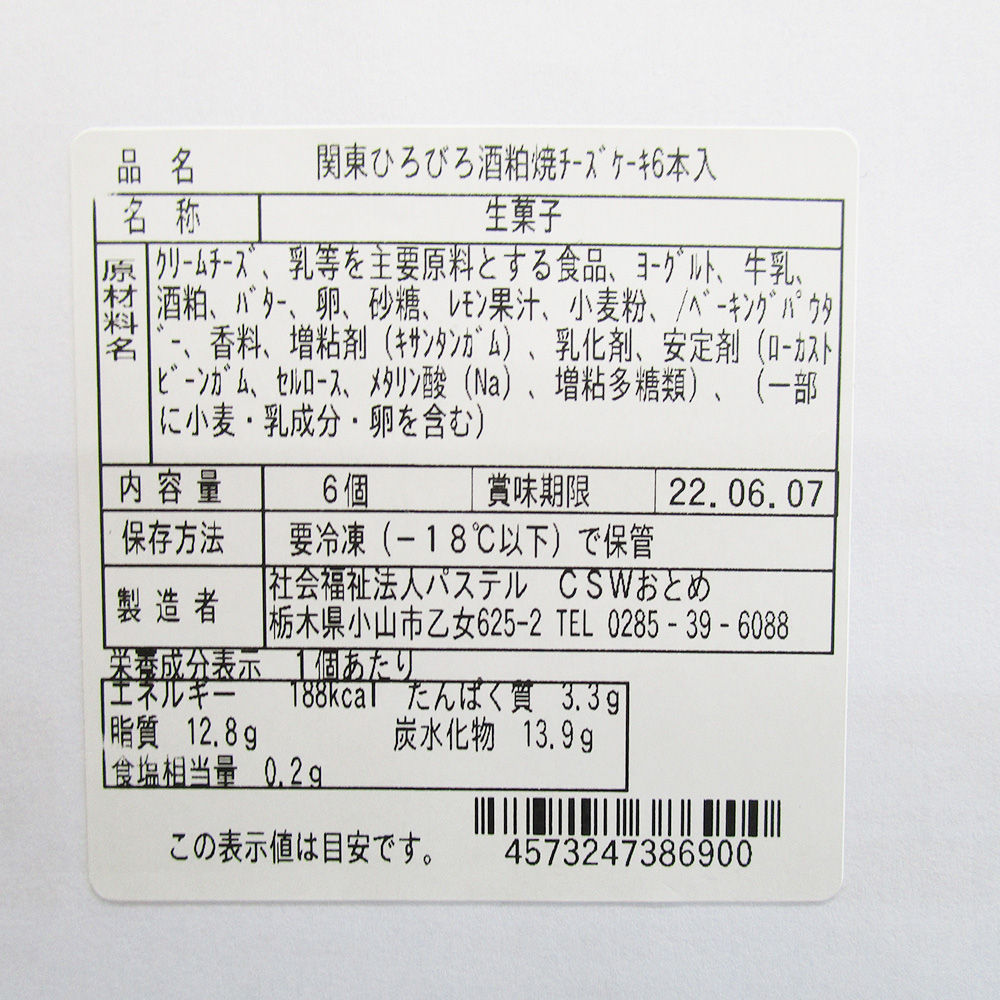 品名 関東ひろびろ酒粕焼ﾁｰｽﾞｹｰｷ6本入
名称 生菓子
原材料名
ｸﾘｰﾑﾁｰｽﾞ、乳等を主要原料とする食品、ﾖｰｸﾞﾙﾄ、牛乳、
酒粕、ﾊﾞﾀｰ、卵、砂糖、ﾚﾓﾝ果汁、小麦粉、/ﾍﾞｰｷﾝｸﾞﾊﾟｳﾀ
ﾞｰ、香料、増粘剤（ｷｻﾝﾀﾝｶﾞﾑ）、乳化剤、安定剤（ﾛｰｶｽﾄ
ﾋﾞｰﾝｶﾞﾑ、ｾﾙﾛｰｽ、ﾒﾀﾘﾝ酸（Na）、増粘多糖類）、（一部
に小麦・乳成分・卵を含む）
内容量 6個 賞味期限 22.06.07
保存方法 要冷凍（－１８℃以下）で保管
製造者 社会福祉法人パステル　ＣＳＷおとめ
栃木県小山市乙女625-2 TEL 0285-39-6088
栄養成分表示　１個あたり
エネルギー 188kcal たんぱく質 3.3g
脂質 12.8g 炭水化物 13.9g
食塩相当量 0.2g
この表示値は目安です。
4573247386900